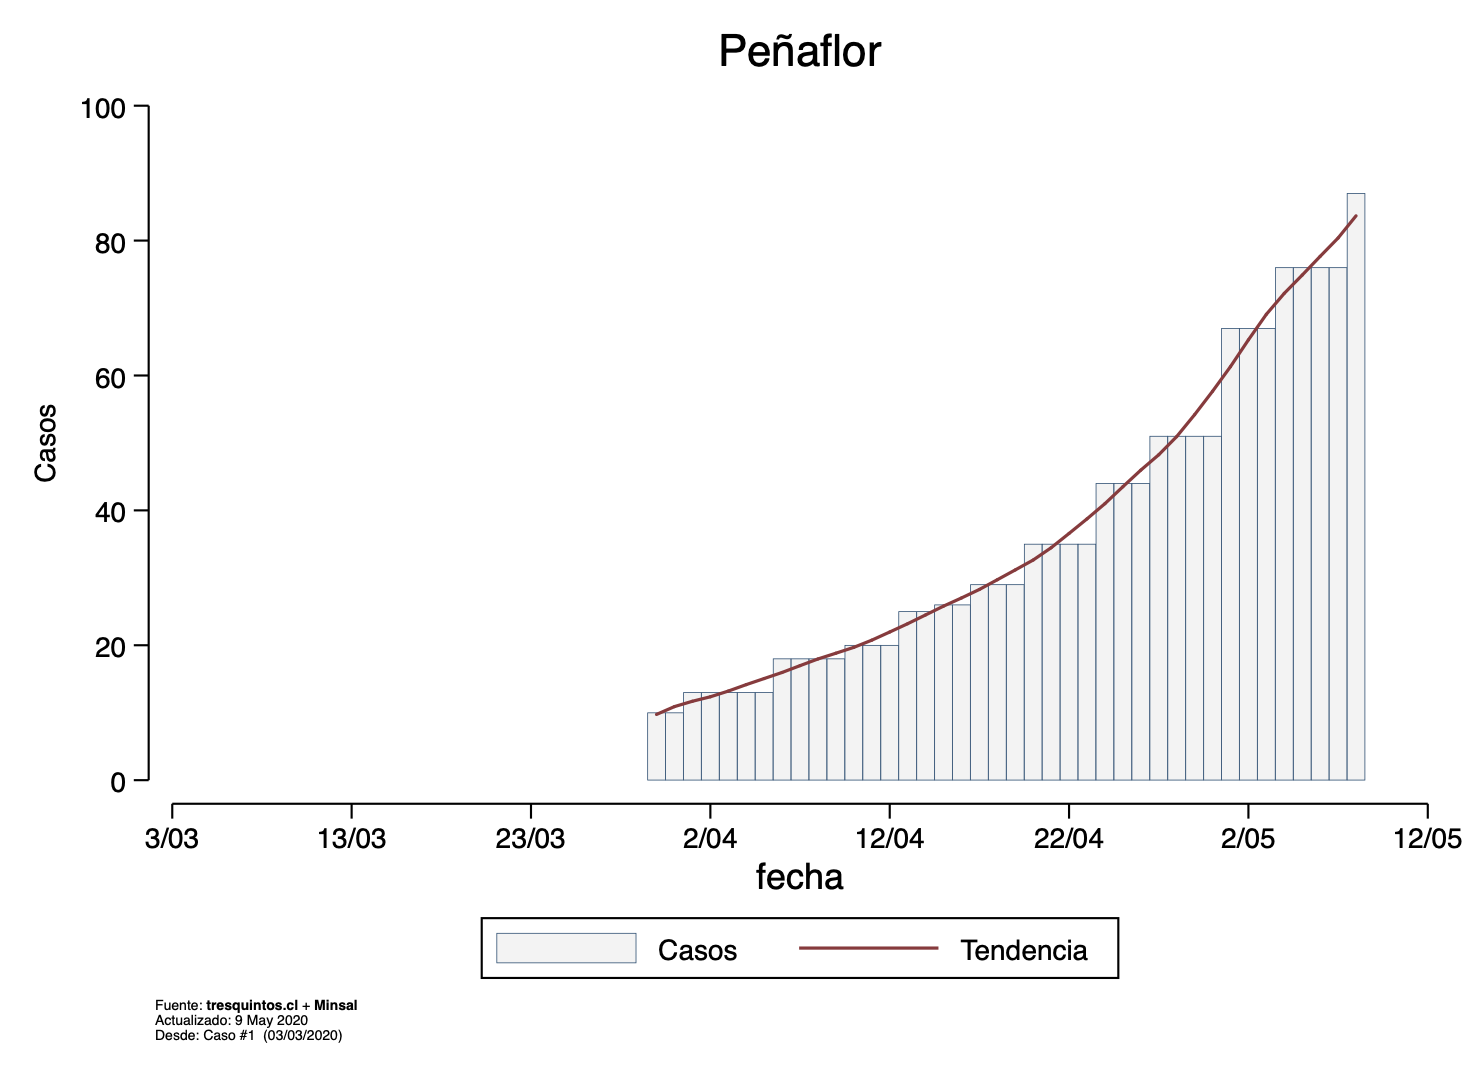 Peñaflor
100
80
60
40
20
0
Casos
3/03 13/03 23/03 2/04 12/04 22/04 2/05 12/05
fecha
Casos Tendencia
Fuente: tresquintos.cl + Minsal
Actualizado: 9 May 2020
Desde: Caso #1 (03/03/2020)